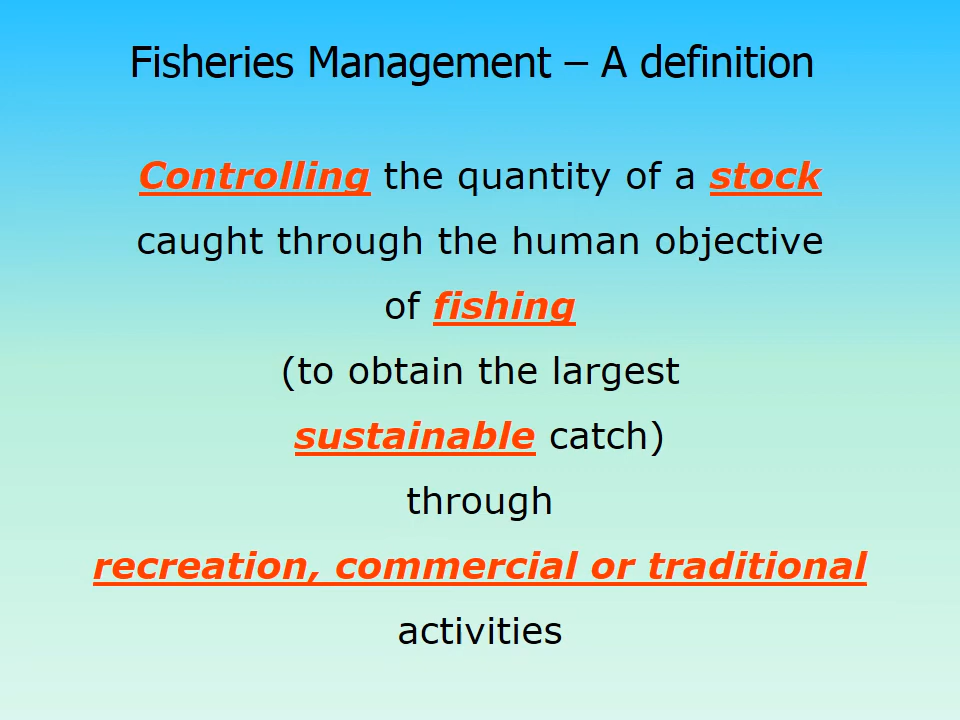 Fisheries Management – A definition
Controlling the quantity of a stock
caught through the human objective
of fishing
(to obtain the largest
sustainable catch)
through
recreation, commercial or traditional
activities